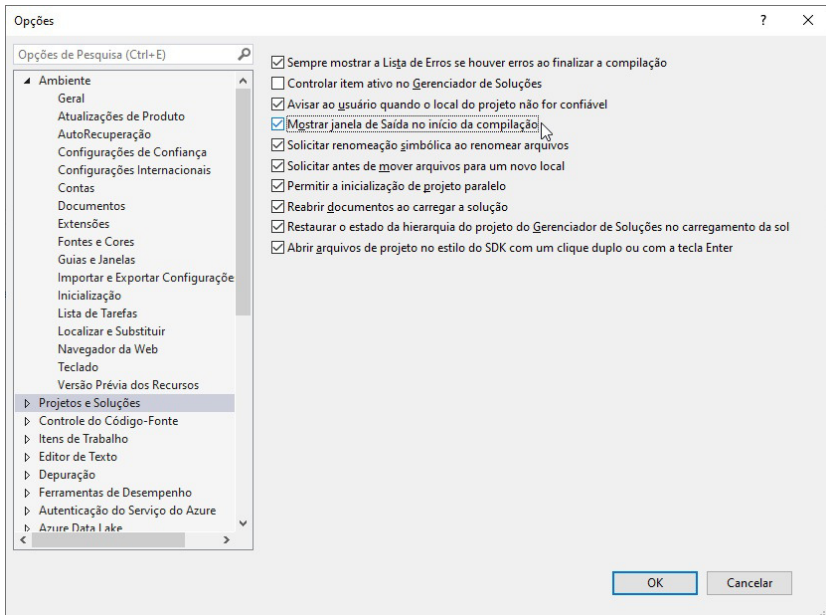 Opções
Opções de Pesquisa (Ctrl+E)
Ambiente
Geral
Atualizações de Produto
AutoRecuperação
Configurações de Confiança
Configurações Internacionais
Contas
Documentos
Extensões
Fontes e Cores
Guias e Janelas
Importar e Exportar Configuraçõe
Inicialização
Lista de Tarefas
Localizar e Substituir
Navegador da Web
Teclado
Versão Prévia dos Recursos
Projetos e Soluções
Controle do Código-Fonte
Itens de Trabalho
Editor de Texto
Depuração
Ferramentas de Desempenho
Autenticação do Serviço do Azure
Azure Data Lake
Sempre mostrar a Lista de Erros se houver erros ao finalizar a compilação
Controlar item ativo no Gerenciador de Soluções
Avisar ao usuário quando o local do projeto não for confiável
Mostrar janela de Saída no início da compilação
Solicitar renomeação simbólica ao renomear arquivos
Solicitar antes de mover arquivos para um novo local
Permitir a inicialização de projeto paralelo
Reabrir documentos ao carregar a solução
Restaurar o estado da hierarquia do projeto do Gerenciador de Soluções no carregamento da sol
Abrir arquivos de projeto no estilo do SDK com um clique duplo ou com a tecla Enter
OK
Cancelar